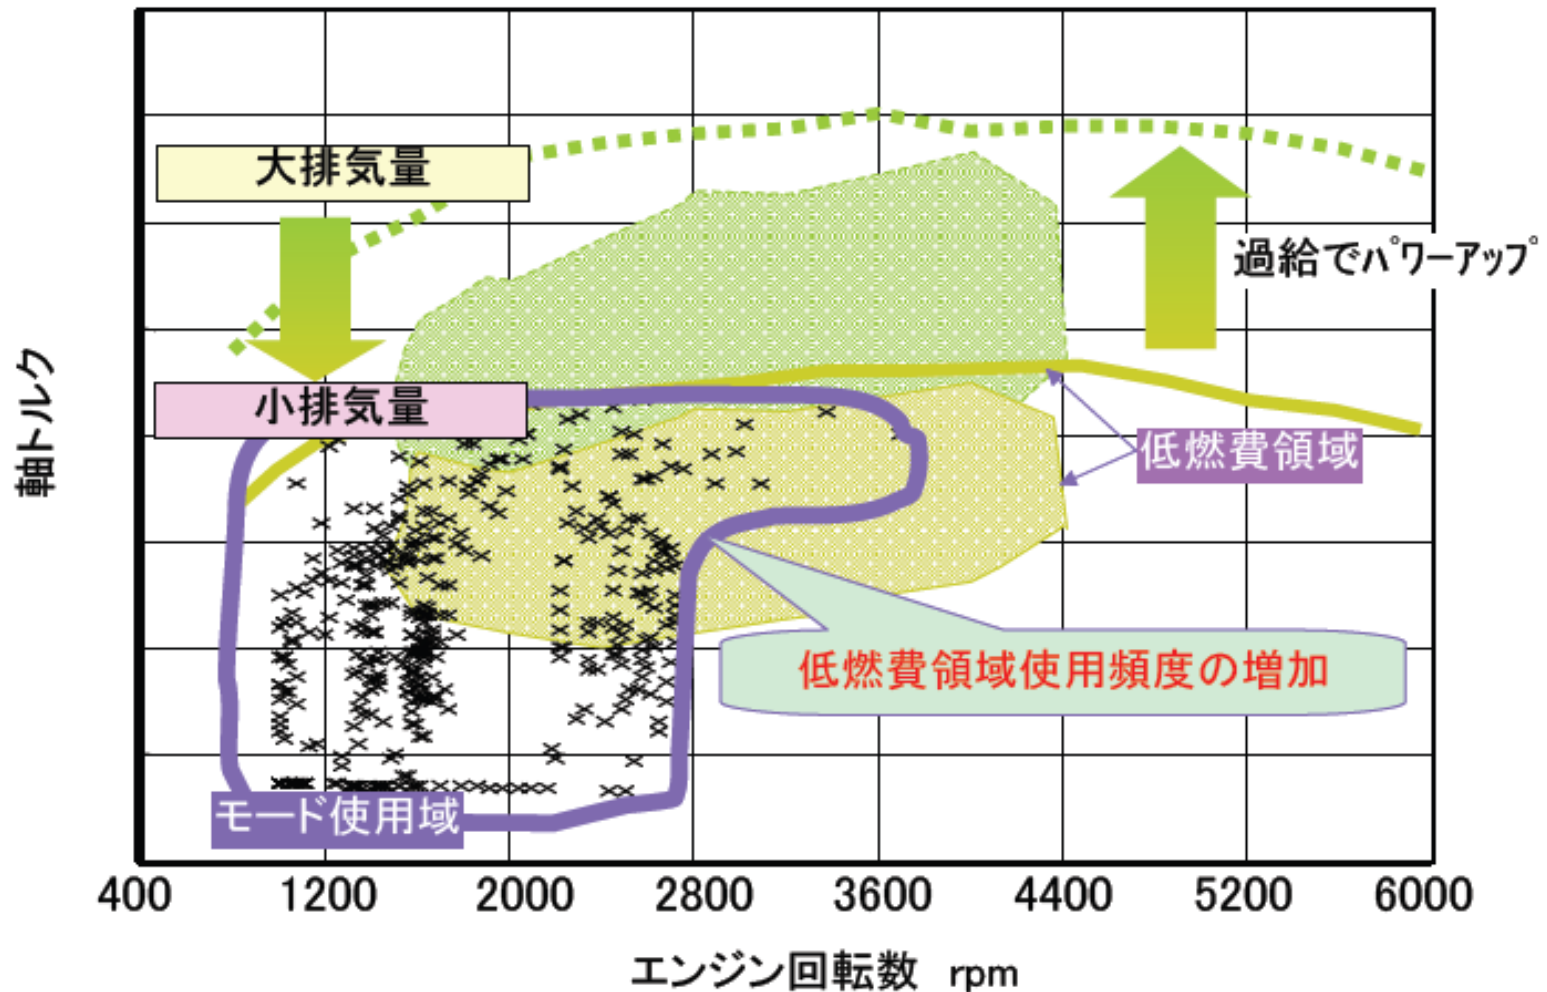 大排気量
過給でﾊﾟﾜｰｱｯﾌﾟ
小排気量
軸トルク
低燃費領域
低燃費領域使用頻度の増加
モード使用域
400 1200 2000 2800 3600 4400 5200 6000
エンジン回転数 rpm